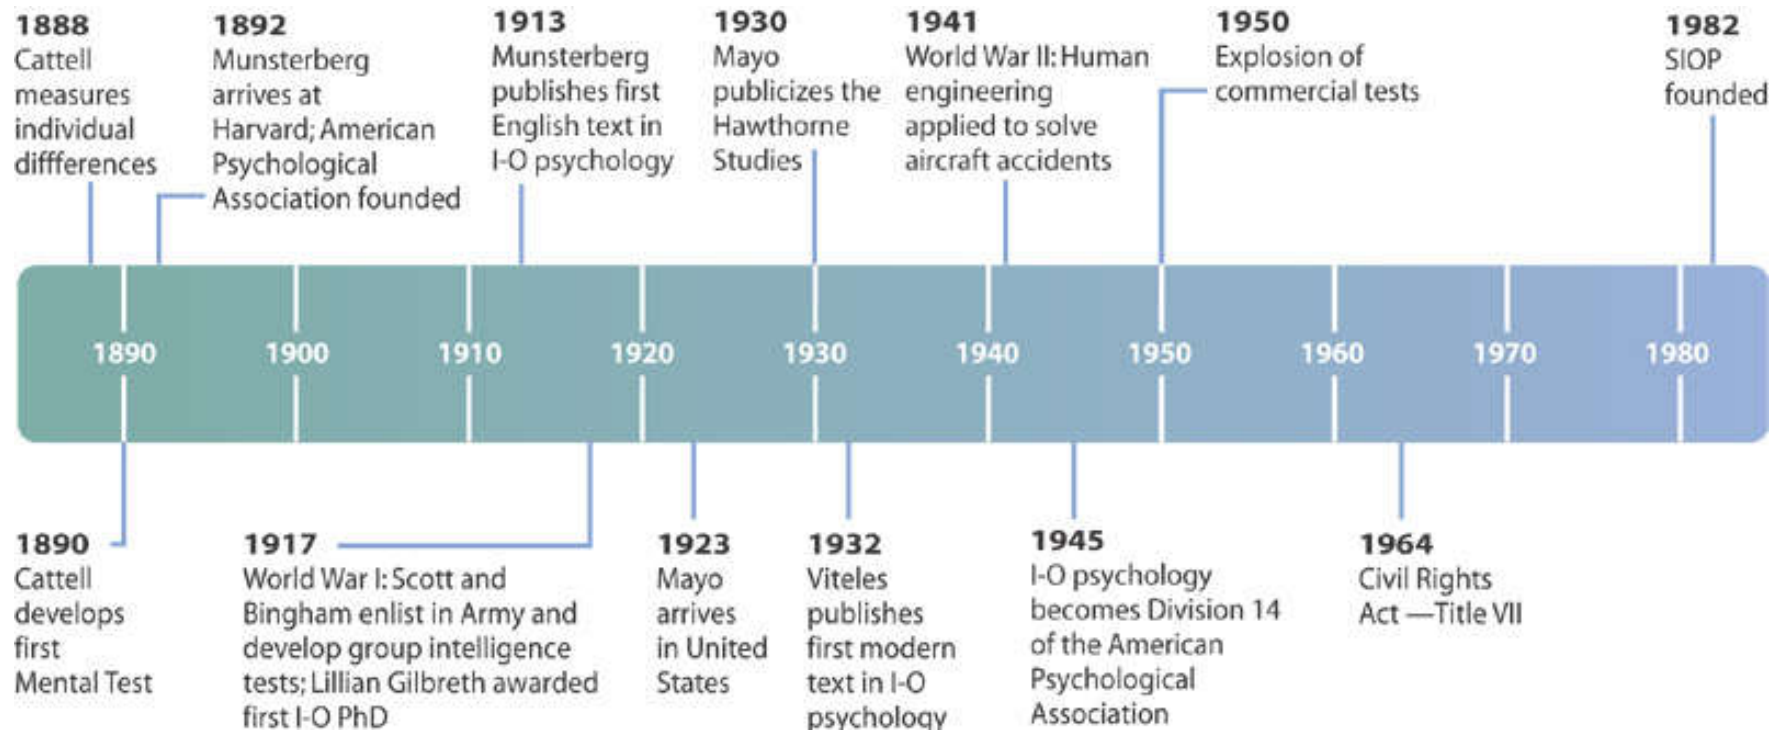 1888
Cattell
measures
individual
diffferences
1892
Munsterberg
arrives at
Harvard; American
Psychological
Association founded
1913
Munsterberg
publishes first
English text in
I-O psychology
1930
Mayo
publicizes the
Hawthorne
Studies
1941
World War II: Human
engineering
applied to solve
aircraft accidents
1950
Explosion of
commercial tests
1982
SIOP
founded
1890
1900
1910
1920
1930
1940
1950
1960
1970
1980
1890
Cattell
develops
first
Mental Test
1917
World War I: Scott and
Bingham enlist in Army and
develop group intelligence
tests; Lillian Gilbreth awarded
first I-O PhD
1923
Mayo
arrives
in United
States
1932
Viteles
publishes
first modern
text in I-O
psychology
1945
I-O psychology
becomes Division 14
of the American
Psychological
Association
1964
Civil Rights
Act —Title VII